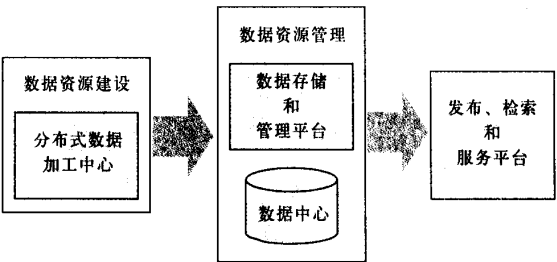 数据资源建设
分布式数据
加工中心
数据资源管理
数据存储
和
管理平台
数据中心
发布、检索
和
服务平台